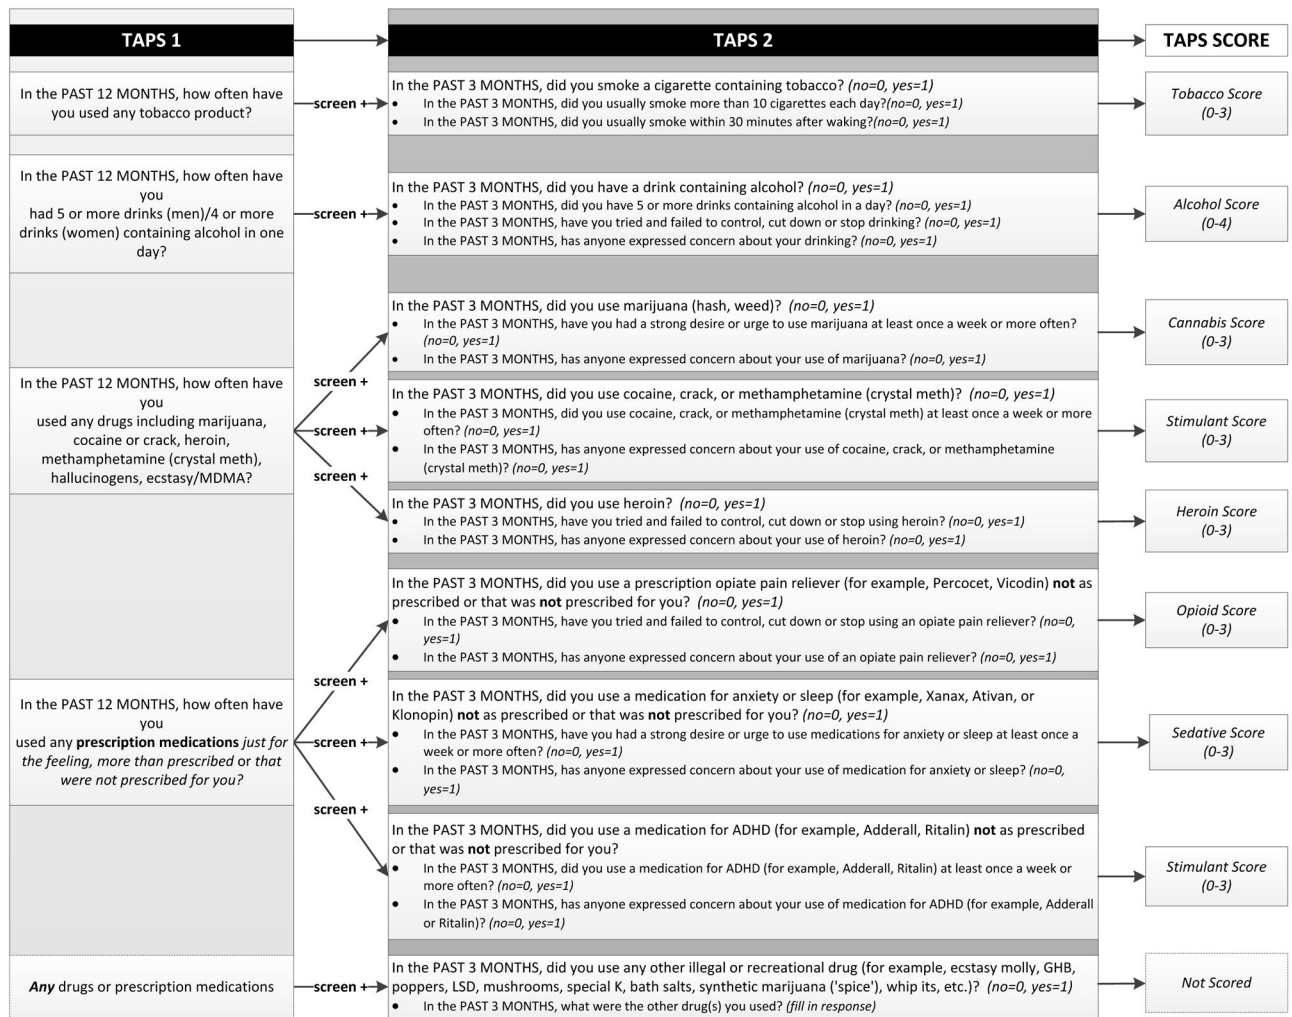 TAPS 1
TAPS 2
TAPS SCORE
In the PAST 12 MONTHS, how often have
you used any tobacco product?
screen +
In the PAST 3 MONTHS, did you smoke a cigarette containing tobacco? (no=0, yes=1)
• In the PAST 3 MONTHS, did you usually smoke more than 10 cigarettes each day?(no=0, yes=1)
• In the PAST 3 MONTHS, did you usually smoke within 30 minutes after waking?(no=0, yes=1)
Tobacco Score
(0-3)
In the PAST 12 MONTHS, how often have
you
had 5 or more drinks (men)/4 or more
drinks (women) containing alcohol in one
day?
screen +
In the PAST 3 MONTHS, did you have a drink containing alcohol? (no=0, yes=1)
• In the PAST 3 MONTHS, did you have 5 or more drinks containing alcohol in a day? (no=0, yes=1)
• In the PAST 3 MONTHS, have you tried and failed to control, cut down or stop drinking? (no=0, yes=1)
• In the PAST 3 MONTHS, has anyone expressed concern about your drinking? (no=0, yes=1)
Alcohol Score
(0-4)
In the PAST 12 MONTHS, how often have
you
used any drugs including marijuana,
cocaine or crack, heroin,
methamphetamine (crystal meth),
hallucinogens, ecstasy/MDMA?
screen +
In the PAST 3 MONTHS, did you use marijuana (hash, weed)? (no=0, yes=1)
• In the PAST 3 MONTHS, have you had a strong desire or urge to use marijuana at least once a week or more often?
(no=0, yes=1)
• In the PAST 3 MONTHS, has anyone expressed concern about your use of marijuana? (no=0, yes=1)
Cannabis Score
(0-3)
screen +
In the PAST 3 MONTHS, did you use cocaine, crack, or methamphetamine (crystal meth)? (no=0, yes=1)
• In the PAST 3 MONTHS, did you use cocaine, crack, or methamphetamine (crystal meth) at least once a week or more
often? (no=0, yes=1)
• In the PAST 3 MONTHS, has anyone expressed concern about your use of cocaine, crack, or methamphetamine
(crystal meth)? (no=0, yes=1)
Stimulant Score
(0-3)
screen +
In the PAST 3 MONTHS, did you use heroin? (no=0, yes=1)
• In the PAST 3 MONTHS, have you tried and failed to control, cut down or stop using heroin? (no=0, yes=1)
• In the PAST 3 MONTHS, has anyone expressed concern about your use of heroin? (no=0, yes=1)
Heroin Score
(0-3)
In the PAST 12 MONTHS, how often have
you
used any prescription medications just for
the feeling, more than prescribed or that
were not prescribed for you?
screen +
In the PAST 3 MONTHS, did you use a prescription opiate pain reliever (for example, Percocet, Vicodin) not as
prescribed or that was not prescribed for you? (no=0, yes=1)
• In the PAST 3 MONTHS, have you tried and failed to control, cut down or stop using an opiate pain reliever? (no=0,
yes=1)
• In the PAST 3 MONTHS, has anyone expressed concern about your use of an opiate pain reliever? (no=0, yes=1)
Opioid Score
(0-3)
screen +
In the PAST 3 MONTHS, did you use a medication for anxiety or sleep (for example, Xanax, Ativan, or
Klonopin) not as prescribed or that was not prescribed for you? (no=0, yes=1)
• In the PAST 3 MONTHS, have you had a strong desire or urge to use medications for anxiety or sleep at least once a
week or more often? (no=0, yes=1)
• In the PAST 3 MONTHS, has anyone expressed concern about your use of medication for anxiety or sleep? (no=0,
yes=1)
Sedative Score
(0-3)
screen +
In the PAST 3 MONTHS, did you use a medication for ADHD (for example, Adderall, Ritalin) not as prescribed
or that was not prescribed for you?
• In the PAST 3 MONTHS, did you use a medication for ADHD (for example, Adderall, Ritalin) at least once a week or
more often? (no=0, yes=1)
• In the PAST 3 MONTHS, has anyone expressed concern about your use of medication for ADHD (for example, Adderall
or Ritalin)? (no=0, yes=1)
Stimulant Score
(0-3)
Any drugs or prescription medications
screen +
In the PAST 3 MONTHS, did you use any other illegal or recreational drug (for example, ecstasy molly, GHB,
poppers, LSD, mushrooms, special K, bath salts, synthetic marijuana ('spice'), whip its, etc.)? (no=0, yes=1)
• In the PAST 3 MONTHS, what were the other drug(s) you used? (fill in response)
Not Scored